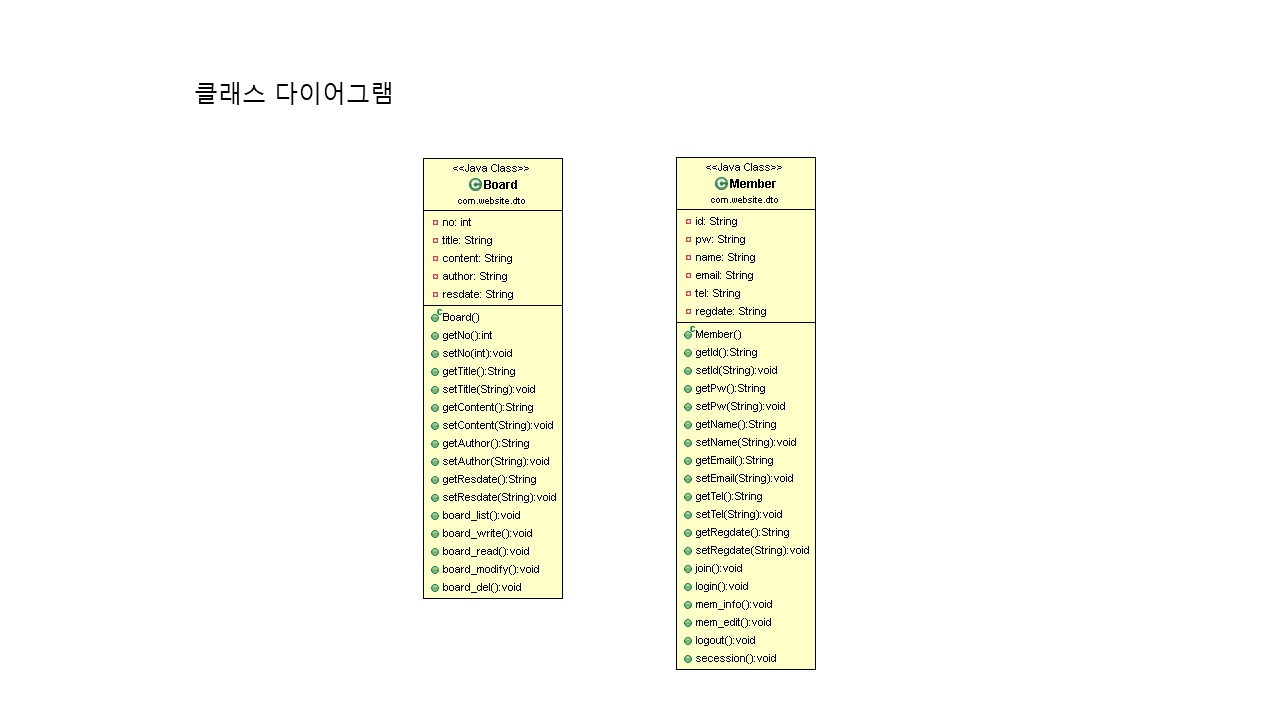 클래스 다이어그램
<<Java Class>>
Board
com.website.dto
no: int
title: String
content: String
author: String
resdate: String
Board()
getNo():int
setNo(int):void
getTitle():String
setTitle(String):void
getContent():String
setContent(String):void
getAuthor():String
setAuthor(String):void
getResdate():String
setResdate(String):void
board_list():void
board_write():void
board_read():void
board_modify():void
board_del():void
<<Java Class>>
Member
com.website.dto
id: String
pw: String
name: String
email: String
tel: String
regdate: String
Member()
getId():String
setId(String):void
getPw():String
setPw(String):void
getName():String
setName(String):void
getEmail():String
setEmail(String):void
getTel():String
setTel(String):void
getRegdate():String
setRegdate(String):void
join():void
login():void
mem_info():void
mem_edit():void
logout():void
secession():void